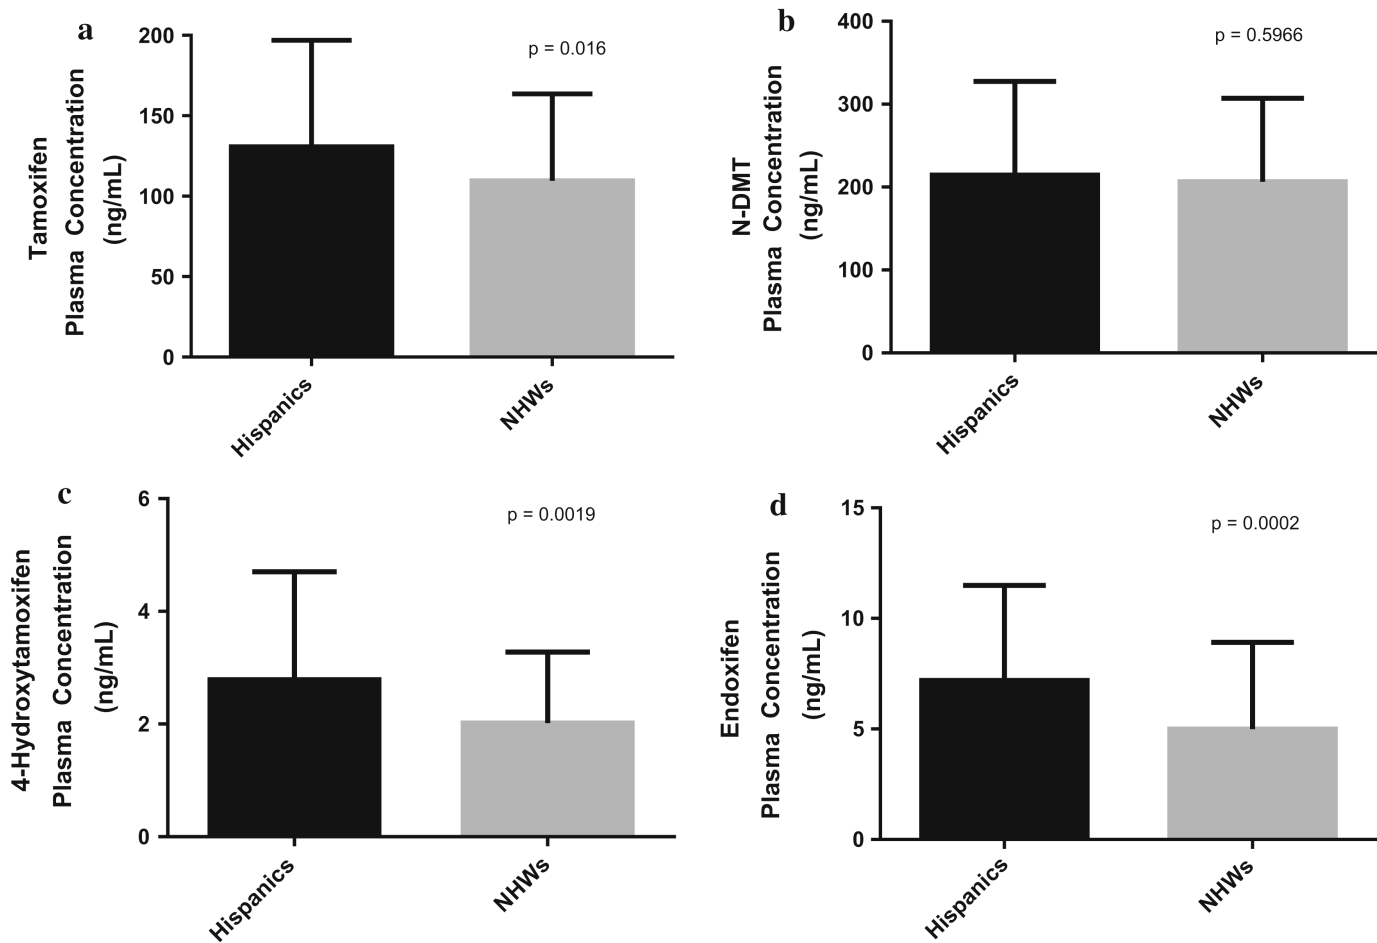 a
Tamoxifen
Plasma Concentration
(ng/mL)
200
150
100
50
0
p = 0.016
Hispanics
NHWs
b
N-DMT
Plasma Concentration
(ng/mL)
400
300
200
100
0
p = 0.5966
Hispanics
NHWs
c
4-Hydroxytamoxifen
Plasma Concentration
(ng/mL)
6
4
2
0
p = 0.0019
Hispanics
NHWs
d
Endoxifen
Plasma Concentration
(ng/mL)
15
10
5
0
p = 0.0002
Hispanics
NHWs